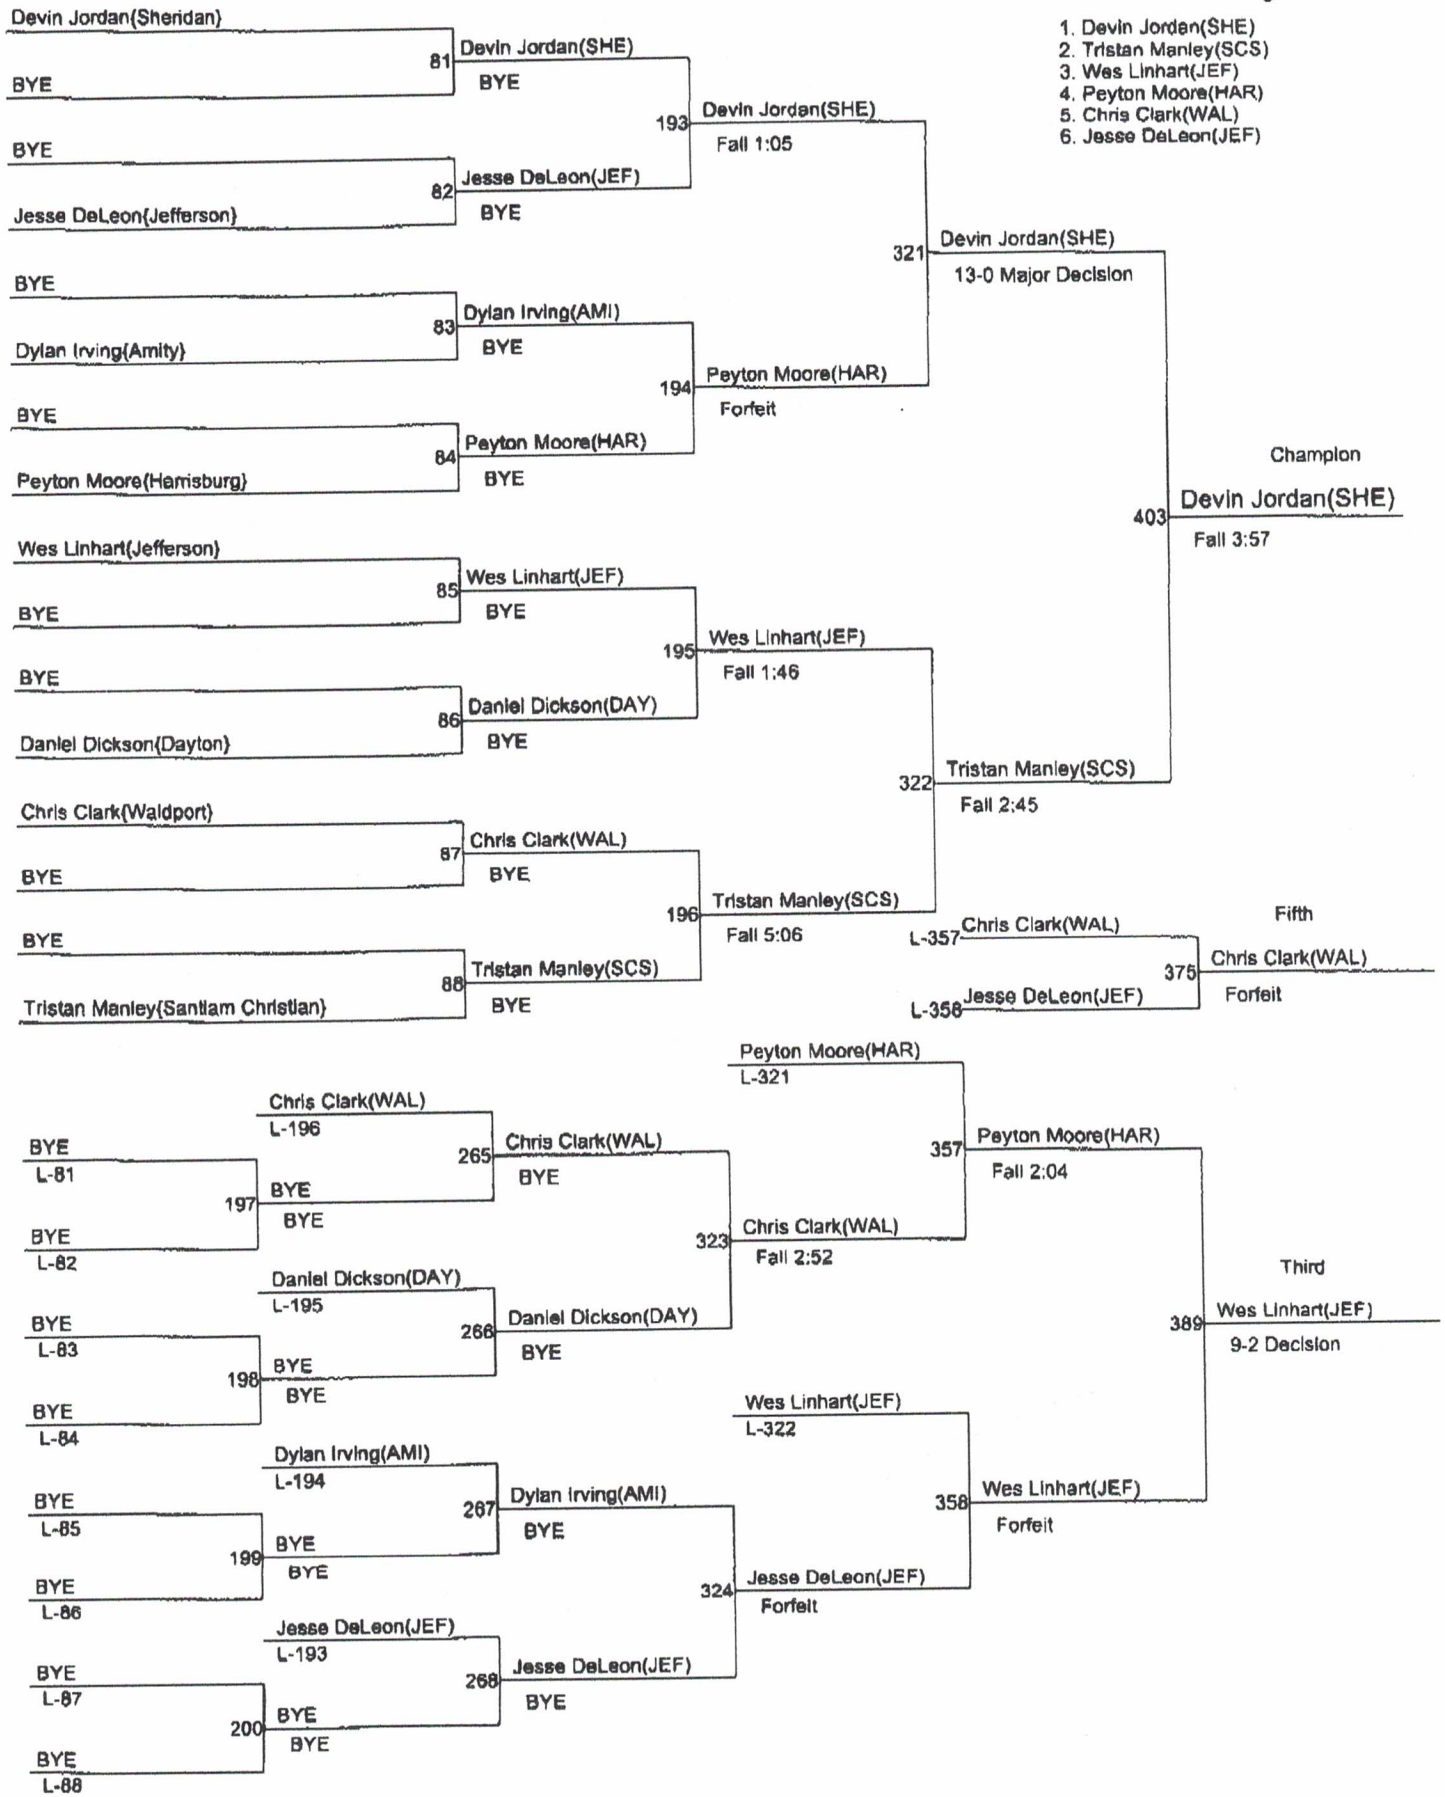 Devin Jordan{Sheridan}
BYE
81
Devin Jordan(SHE)
BYE
BYE
Jesse DeLeon{Jefferson}
82
Jesse DeLeon(JEF)
BYE
193
Devin Jordan(SHE)
Fall 1:05
BYE
Dylan Irving{Amity}
83
Dylan Irving(AMI)
BYE
BYE
Peyton Moore{Harrisburg}
84
Peyton Moore(HAR)
BYE
194
Peyton Moore(HAR)
Forfeit
321
Devin Jordan(SHE)
13-0 Major Decision
Wes Linhart{Jefferson}
BYE
85
Wes Linhart(JEF)
BYE
BYE
Daniel Dickson{Dayton}
86
Daniel Dickson(DAY)
BYE
195
Wes Linhart(JEF)
Fall 1:46
Chris Clark{Waldport}
BYE
87
Chris Clark(WAL)
BYE
BYE
Tristan Manley{Santiam Christian}
88
Tristan Manley(SCS)
BYE
196
Tristan Manley(SCS)
Fall 5:06
322
Tristan Manley(SCS)
Fall 2:45
Champion
403
Devin Jordan(SHE)
Fall 3:57
1. Devin Jordan(SHE)
2. Tristan Manley(SCS)
3. Wes Linhart(JEF)
4. Peyton Moore(HAR)
5. Chris Clark(WAL)
6. Jesse DeLeon(JEF)
Fifth
L-357
Chris Clark(WAL)
L-358
Jesse DeLeon(JEF)
375
Chris Clark(WAL)
Forfeit
BYE
L-81
BYE
L-82
197
BYE
BYE
Chris Clark(WAL)
L-196
265
Chris Clark(WAL)
BYE
BYE
L-83
BYE
L-84
198
BYE
BYE
Daniel Dickson(DAY)
L-195
266
Daniel Dickson(DAY)
BYE
323
Chris Clark(WAL)
Fall 2:52
Peyton Moore(HAR)
L-321
357
Peyton Moore(HAR)
Fall 2:04
BYE
L-85
BYE
L-86
199
BYE
BYE
Dylan Irving(AMI)
L-194
267
Dylan Irving(AMI)
BYE
BYE
L-87
BYE
L-88
200
BYE
BYE
Jesse DeLeon(JEF)
L-193
268
Jesse DeLeon(JEF)
BYE
324
Jesse DeLeon(JEF)
Forfeit
Wes Linhart(JEF)
L-322
358
Wes Linhart(JEF)
Forfeit
Third
389
Wes Linhart(JEF)
9-2 Decision